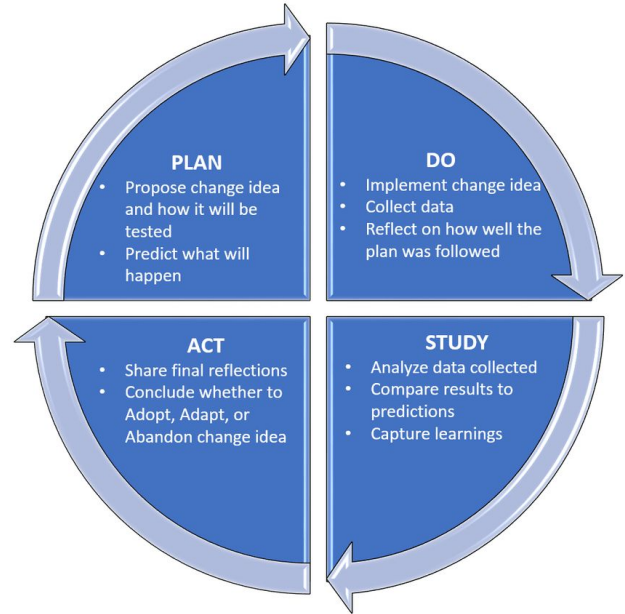 PLAN
• Propose change idea
and how it will be
tested
• Predict what will
happen
DO
• Implement change idea
• Collect data
• Reflect on how well the
plan was followed
STUDY
• Analyze data collected
• Compare results to
predictions
• Capture learnings
ACT
• Share final reflections
• Conclude whether to
Adopt, Adapt, or
Abandon change idea